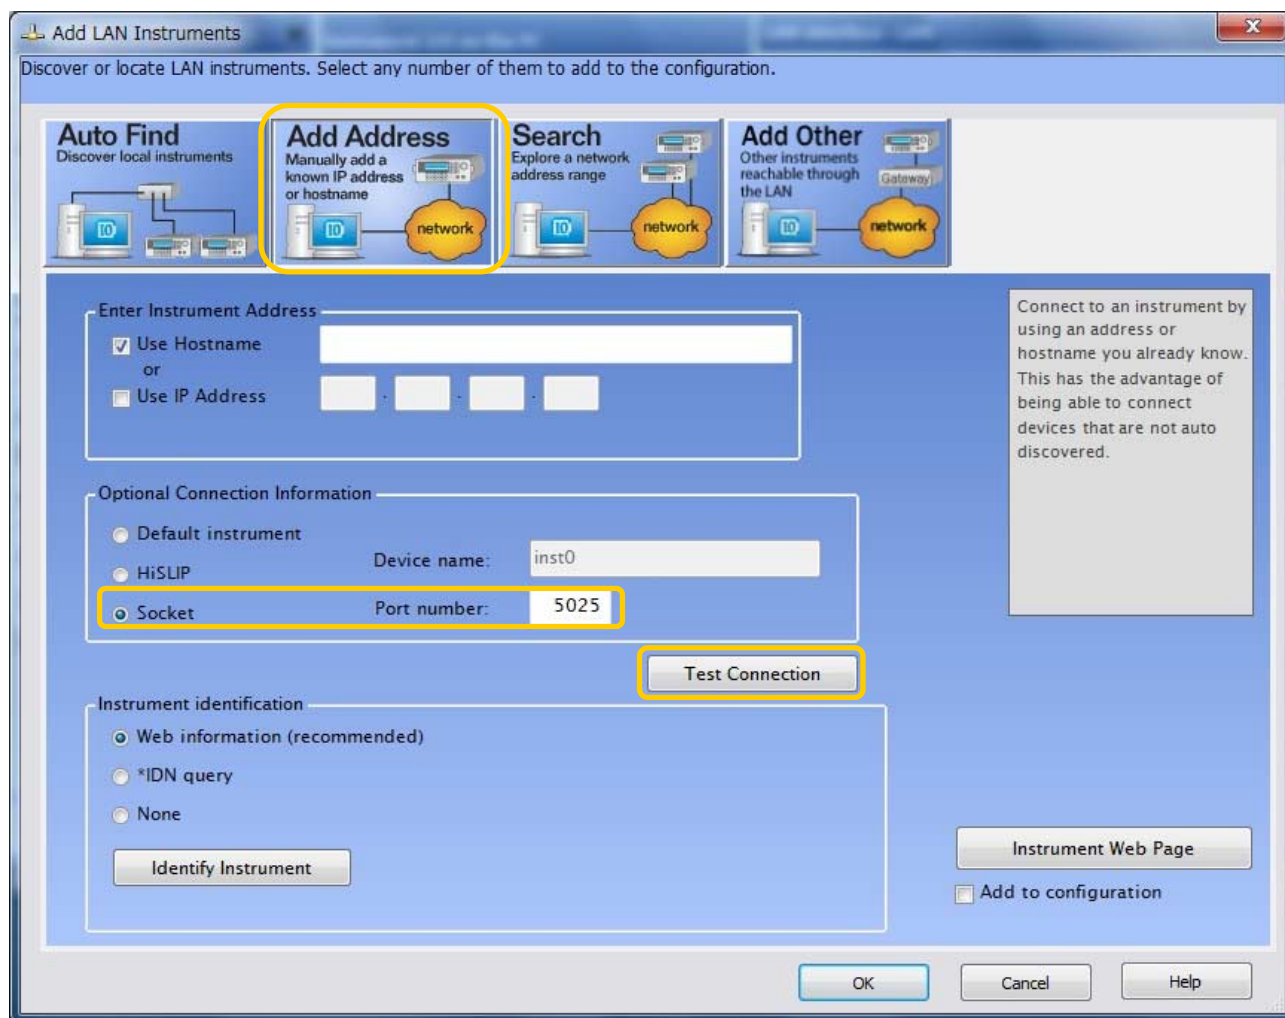 Add LAN Instruments
Discover or locate LAN instruments. Select any number of them to add to the configuration.
Auto Find
Discover local instruments
IO
Add Address
Manually add a
known IP address
or hostname
IO
network
Search
Explore a network
address range
IO
network
Add Other
Other instruments
reachable through
the LAN
Gateway
IO
network
Enter Instrument Address
Use Hostname
or
Use IP Address
. . .
Optional Connection Information
Default instrument
HiSLIP
Socket
Device name: inst0
Port number: 5025
Test Connection
Instrument identification
Web information (recommended)
*IDN query
None
Identify Instrument
Connect to an instrument by
using an address or
hostname you already know.
This has the advantage of
being able to connect
devices that are not auto
discovered.
Instrument Web Page
Add to configuration
OK
Cancel
Help